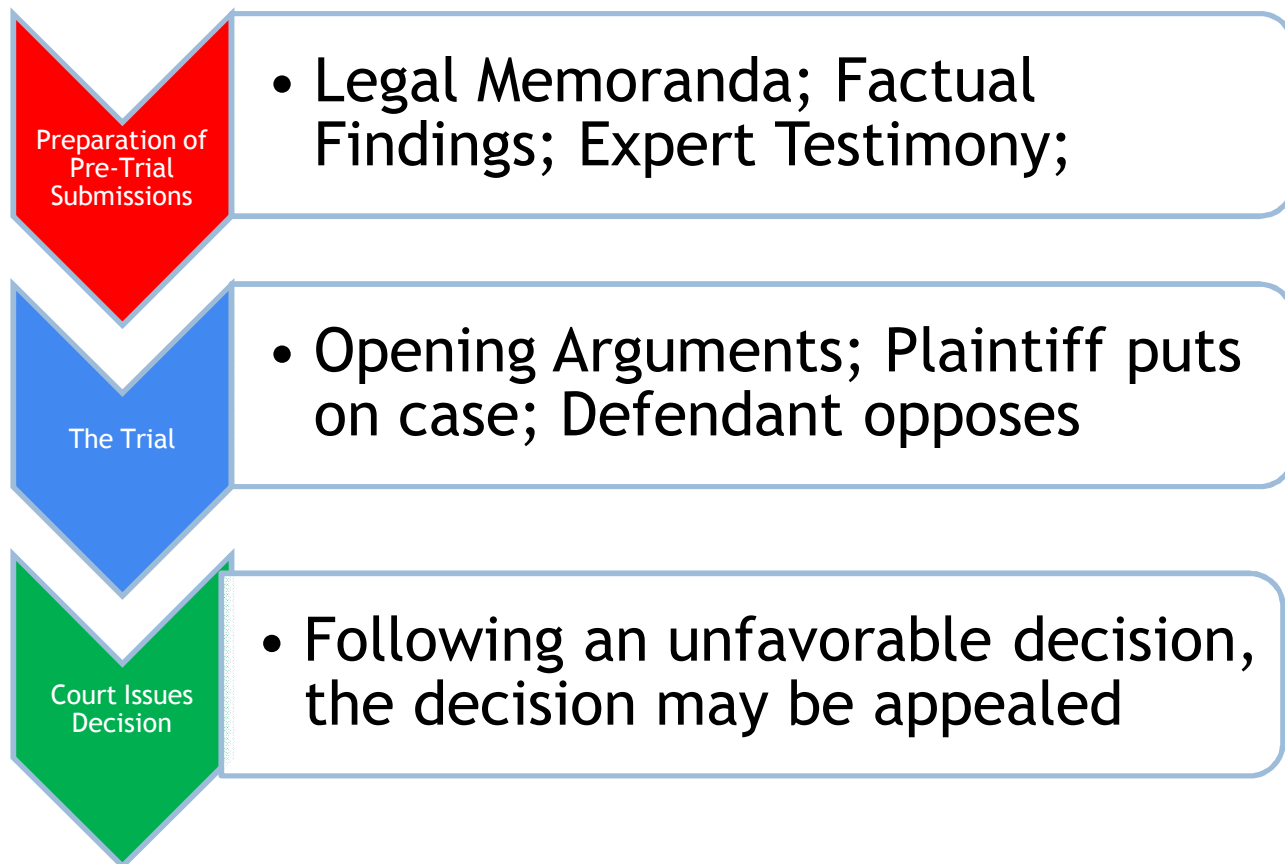 Preparation of
Pre-Trial
Submissions
• Legal Memoranda; Factual
Findings; Expert Testimony;
The Trial
• Opening Arguments; Plaintiff puts
on case; Defendant opposes
Court Issues
Decision
• Following an unfavorable decision,
the decision may be appealed